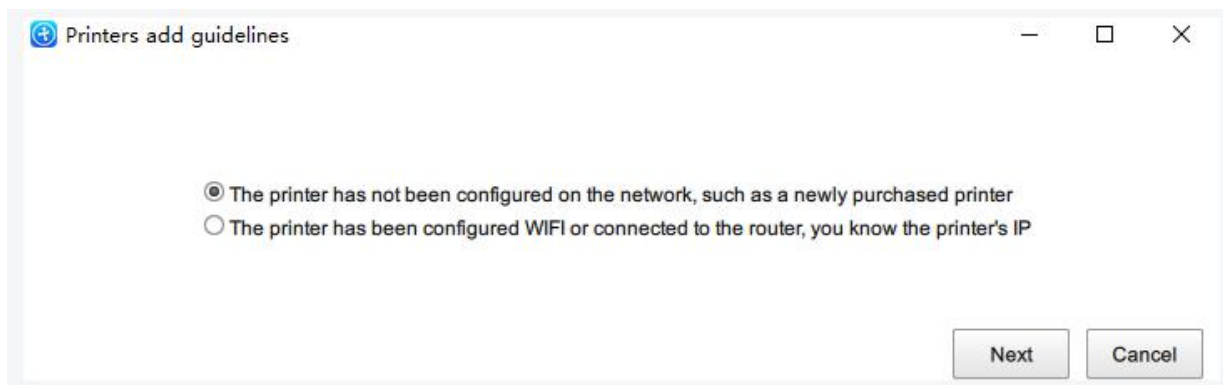 Printers add guidelines
The printer has not been configured on the network, such as a newly purchased printer
The printer has been configured WIFI or connected to the router, you know the printer's IP
Next Cancel